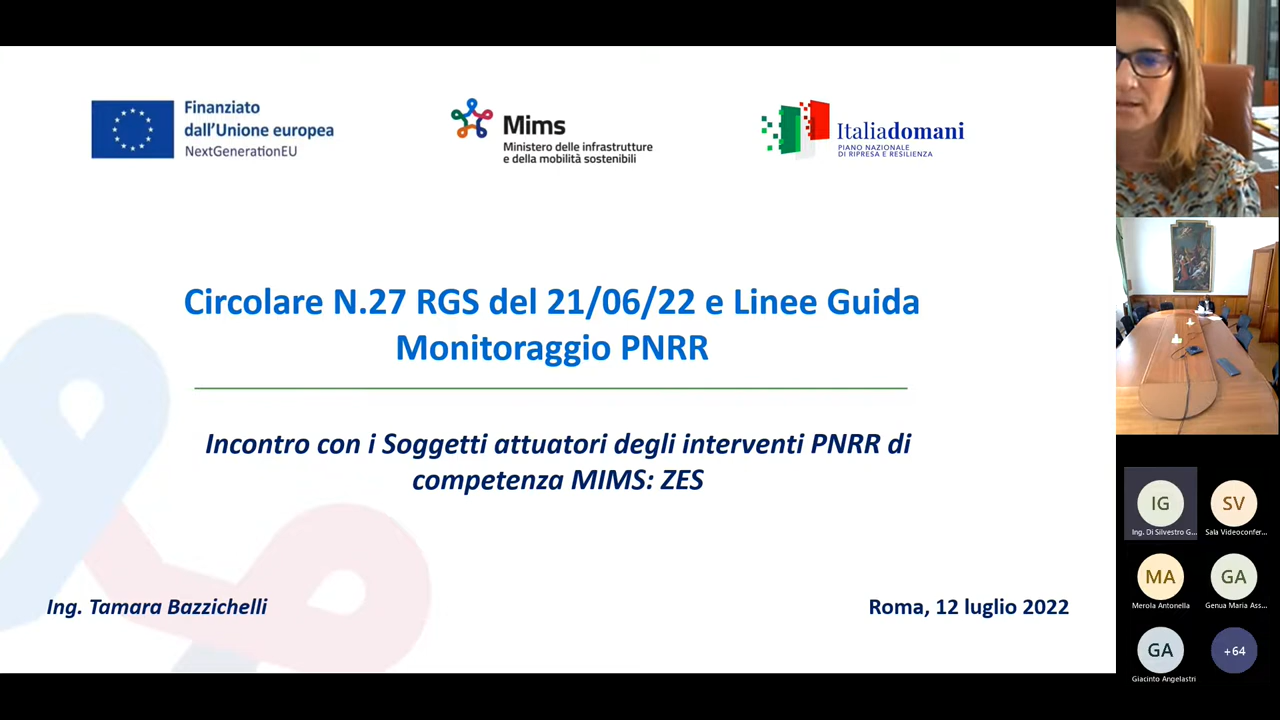 Finanziato
dall'Unione europea
NextGenerationEU
Mims
Ministero delle infrastrutture
e della mobilità sostenibili
Italiadomani
PIANO NAZIONALE
DI RIPRESA E RESILIENZA
Circolare N.27 RGS del 21/06/22 e Linee Guida
Monitoraggio PNRR
Incontro con i Soggetti attuatori degli interventi PNRR di
competenza MIMS: ZES
Ing. Tamara Bazzichelli
Roma, 12 luglio 2022
IG
SV
Ing. Di Silvestro G...
Sala Videoconfer...
MA
GA
Merola Antonella
Genua Maria Ass...
GA
+64
Giacinto Angelastri